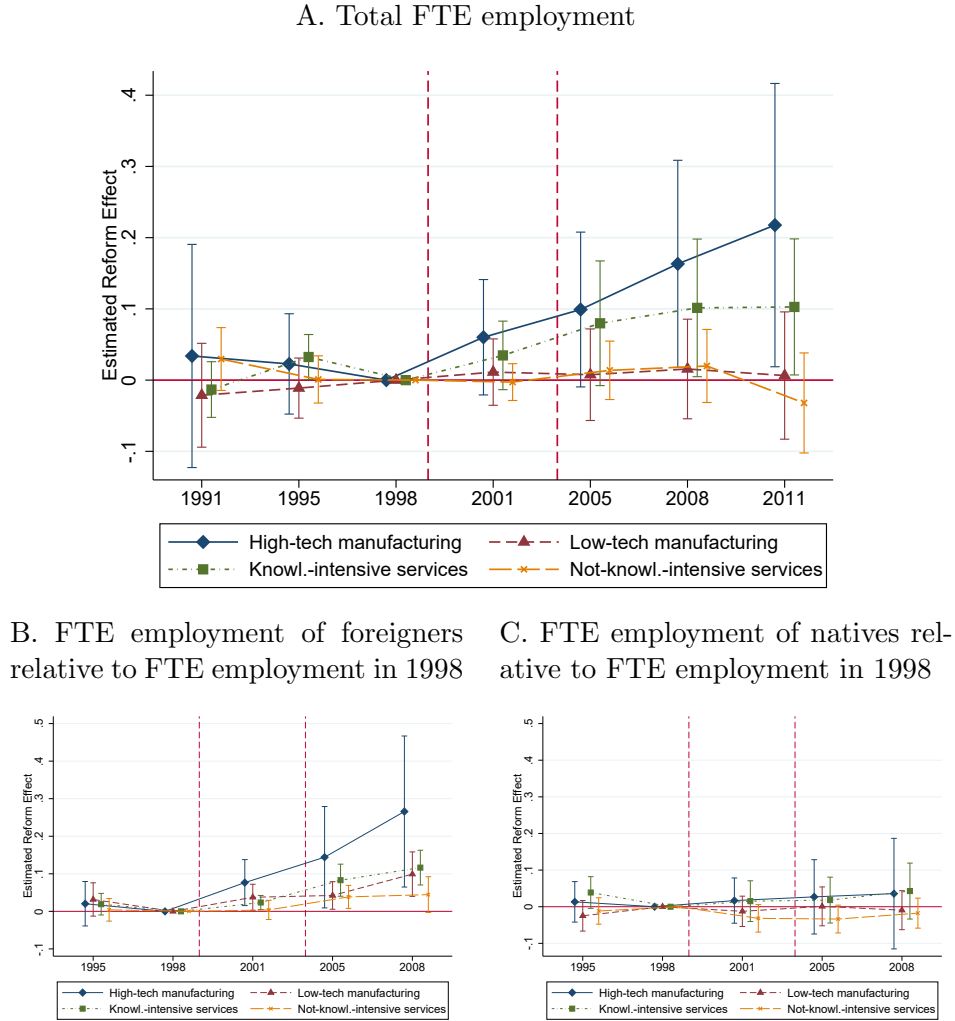 A. Total FTE employment
Estimated Reform Effect
.4
.3
.2
.1
0
-.1
1991 1995 1998 2001 2005 2008 2011
High-tech manufacturing Low-tech manufacturing
Knowl.-intensive services Not-knowl.-intensive services
B. FTE employment of foreigners
relative to FTE employment in 1998
Estimated Reform Effect
.5
.4
.3
.2
.1
0
-.1
1995 1998 2001 2005 2008
High-tech manufacturing Low-tech manufacturing
Knowl.-intensive services Not-knowl.-intensive services
C. FTE employment of natives rel-
ative to FTE employment in 1998
Estimated Reform Effect
.5
.4
.3
.2
.1
0
-.1
1995 1998 2001 2005 2008
High-tech manufacturing Low-tech manufacturing
Knowl.-intensive services Not-knowl.-intensive services